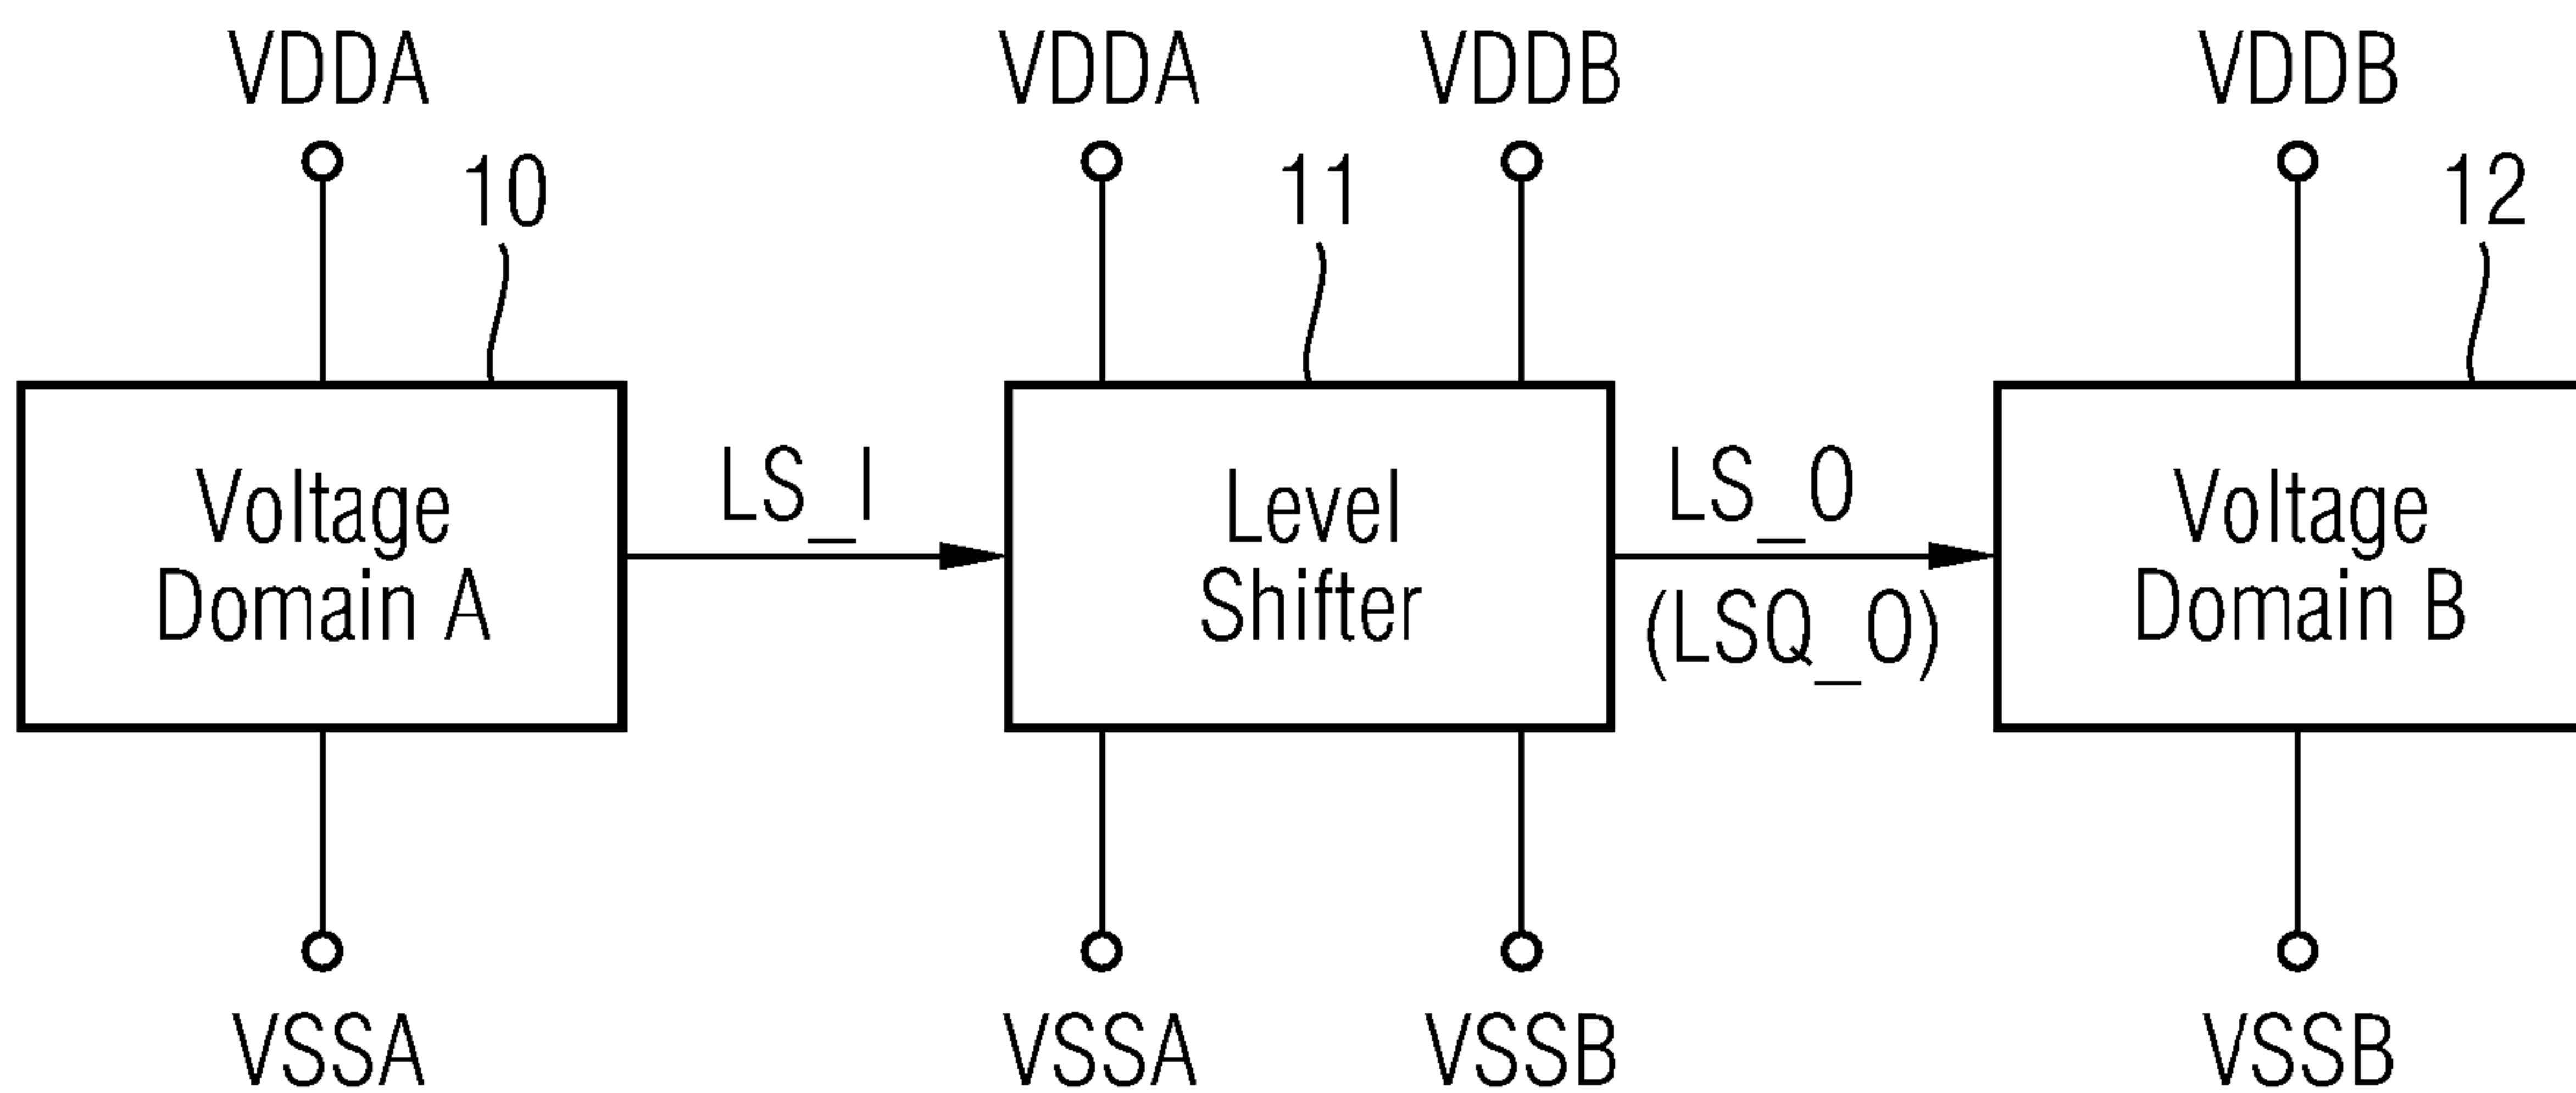 VDDA
VDDA
VDDB
VDDB
10
11
12
Voltage
Domain A
LS_I
Level
Shifter
LS_O
(LSQ_O)
Voltage
Domain B
VSSA
VSSA
VSSB
VSSB